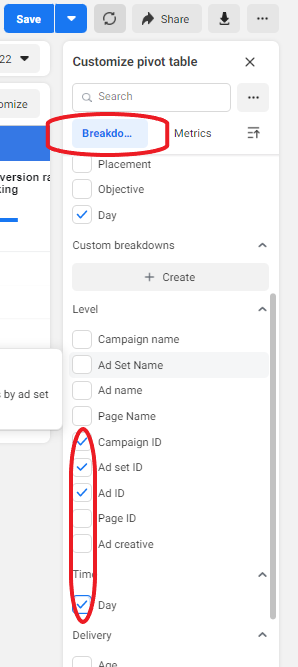 Save
Share
22
Customize pivot table
Search
omize
Breakdo...
Metrics
Placement
version ra
king
Objective
Day
Custom breakdowns
+ Create
Level
Campaign name
Ad Set Name
Ad name
s by ad set
Page Name
Campaign ID
Ad set ID
Ad ID
Page ID
Ad creative
Time
Day
Delivery
Age